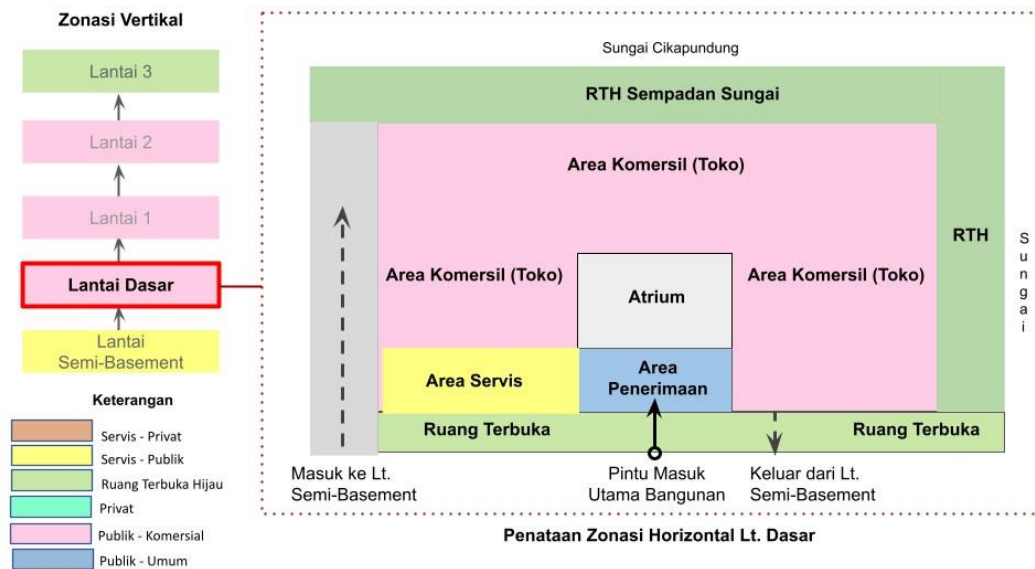 Zonasi Vertikal
Lantai 3
Lantai 2
Lantai 1
Lantai Dasar
Lantai
Semi-Basement
Keterangan
Servis - Privat
Servis - Publik
Ruang Terbuka Hijau
Privat
Publik - Komersial
Publik - Umum
Sungai Cikapundung
RTH Sempadan Sungai
Area Komersil (Toko)
RTH
Sungai
Area Komersil (Toko)
Area Komersil (Toko)
Atrium
Area Servis
Area
Penerimaan
Ruang Terbuka
Ruang Terbuka
Masuk ke Lt.
Semi-Basement
Pintu Masuk
Utama Bangunan
Keluar dari Lt.
Semi-Basement
Penataan Zonasi Horizontal Lt. Dasar